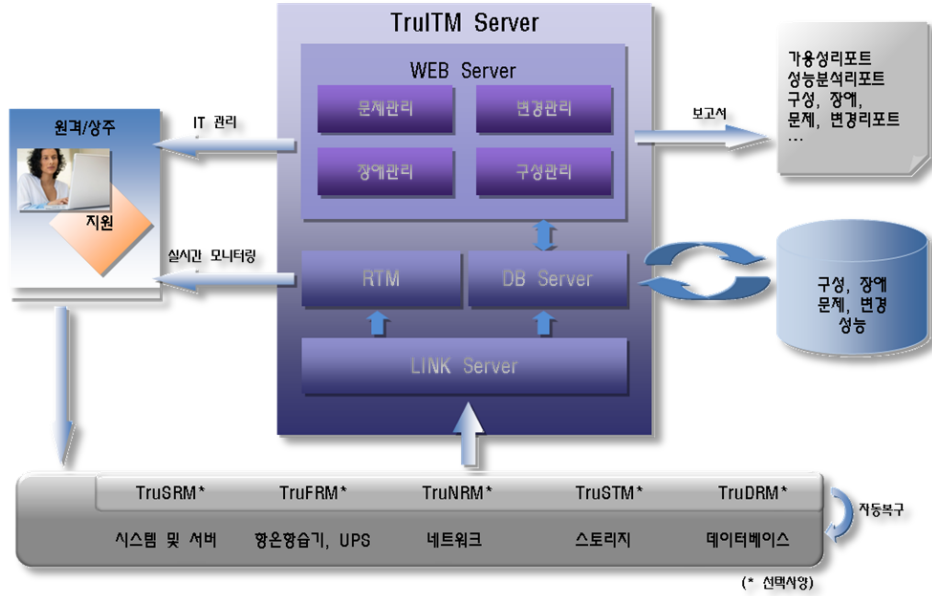 TruITM Server
WEB Server
문제관리
변경관리
장애관리
구성관리
RTM
DB Server
LINK Server
원격/상주
지원
IT 관리
실시간 모니터링
보고서
가용성리포트
성능분석리포트
구성, 장애,
문제, 변경리포트
...
구성, 장애
문제, 변경
성능
TruSRM* TruFRM* TruNRM* TruSTM* TruDRM*
시스템 및 서버 항온항습기, UPS 네트워크 스토리지 데이터베이스
자동복구
(* 선택사양)